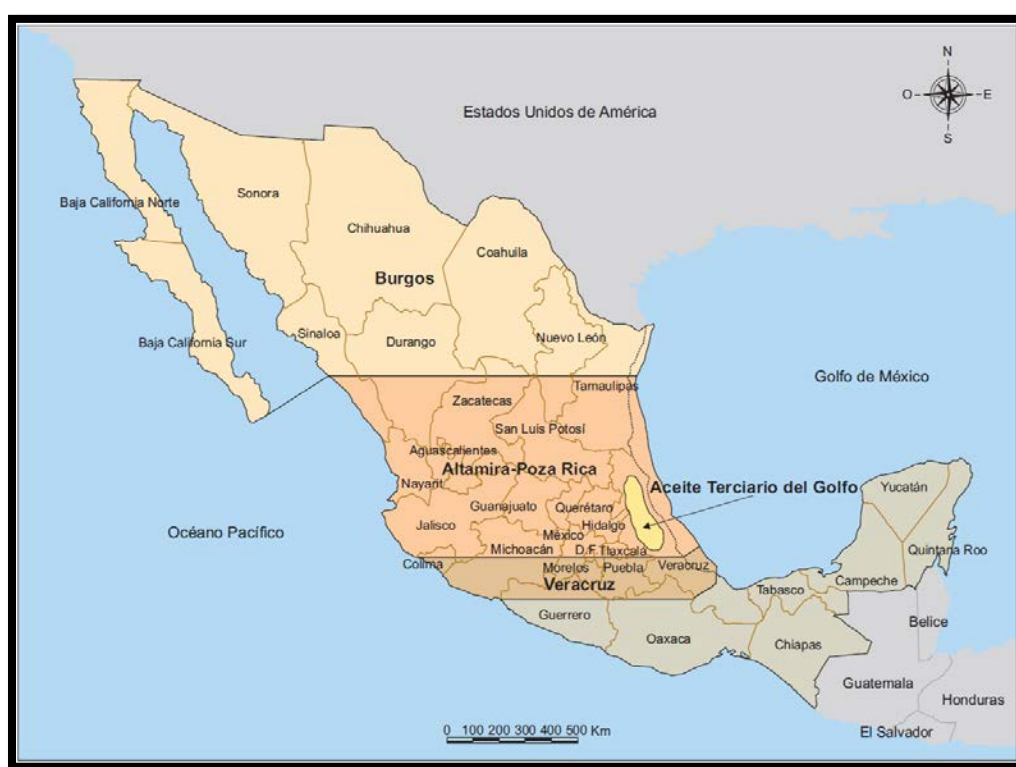 N
O
E
S
Estados Unidos de América
Sonora
Baja California Norte
Chihuahua
Coahuila
Burgos
Sinaloa
Durango
Nuevo León
Baja California Sur
Golfo de México
Tamaulipas
Zacatecas
San Luis Potosí
Aguascalientes
Altamira-Poza Rica
Nayarit
Aceite Terciario del Golfo
Yucatán
Guanajuato
Querétaro
Jalisco
Hidalgo
México
Océano Pacífico
Michoacán
D.F.
Tlaxcala
Quintana Roo
Colima
Morelos
Puebla
Veracruz
Campeche
Veracruz
Tabasco
Guerrero
Oaxaca
Chiapas
Belice
Guatemala
Honduras
El Salvador
0 100 200 300 400 500 Km